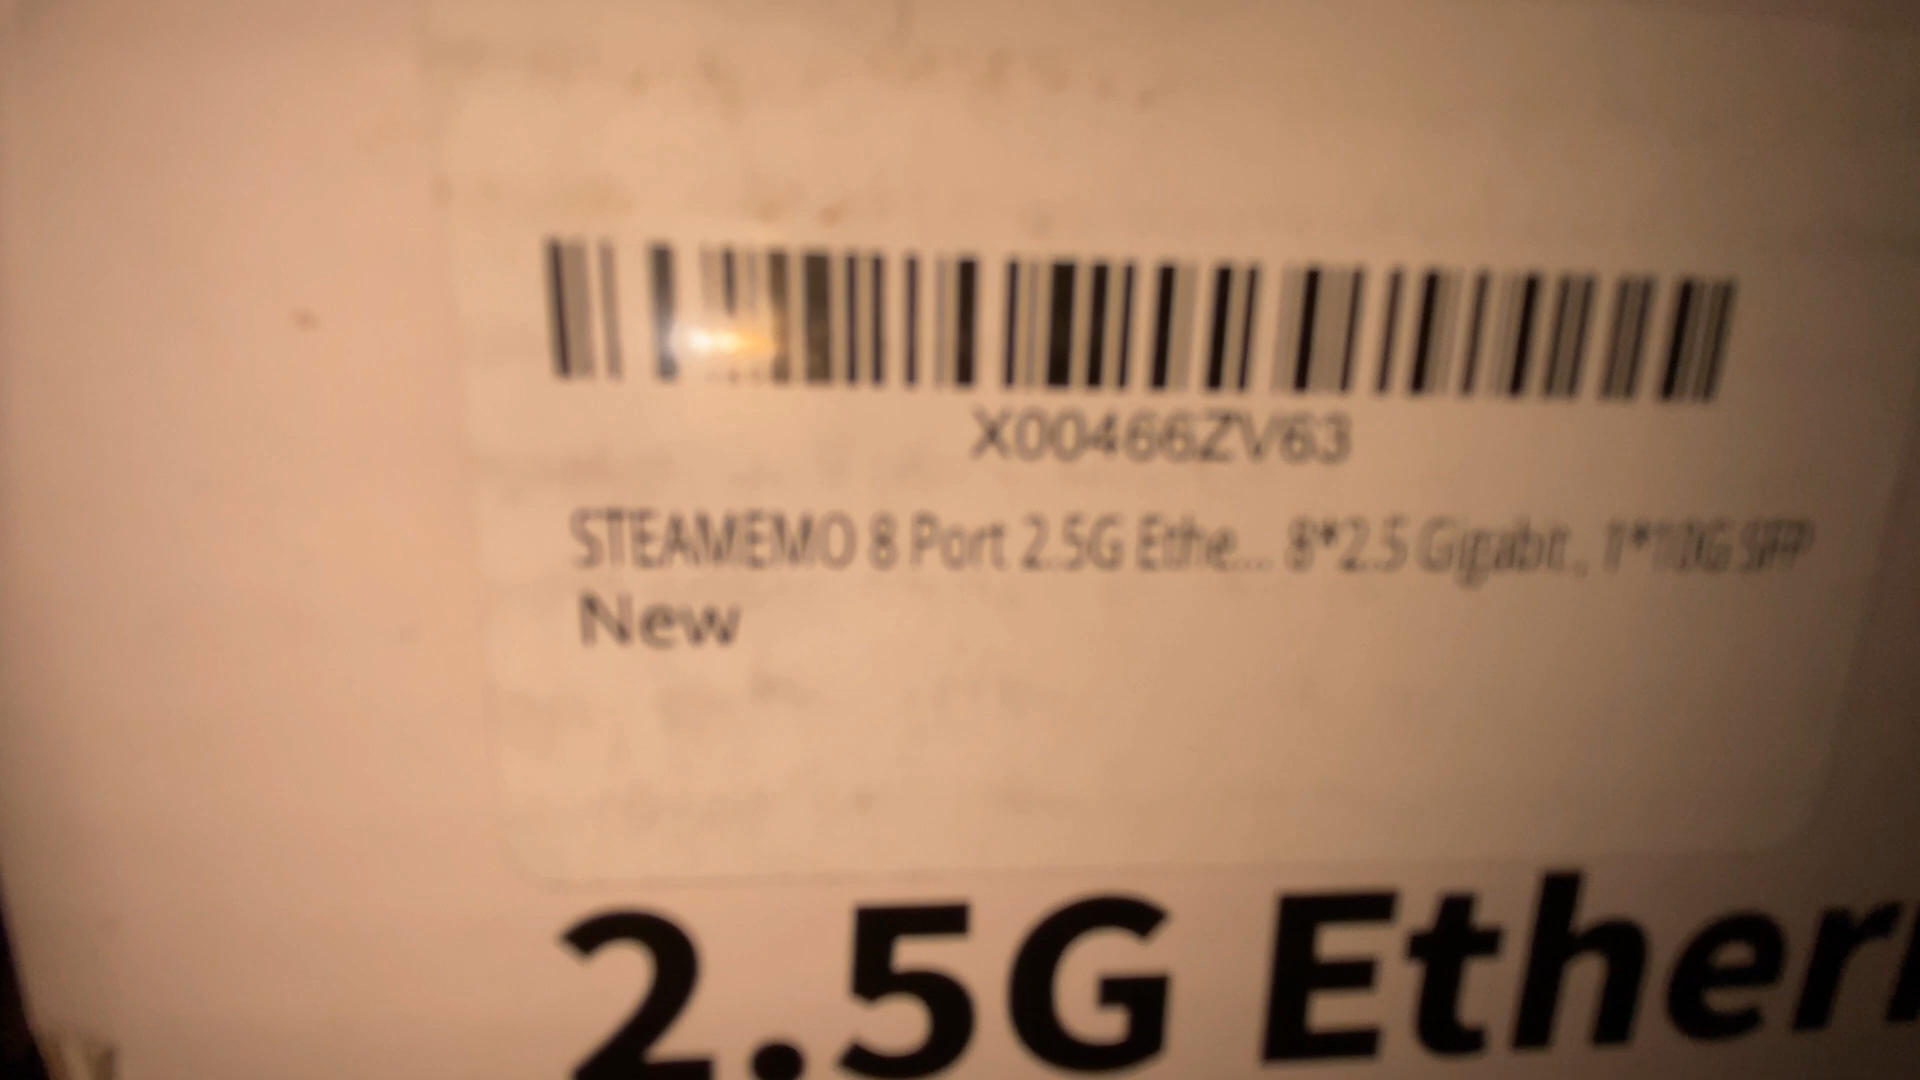 X00466ZV63
STEAMEMO 8 Port 2.5G Ethe... 8*2.5 Gigabit, 1*10G SFP
New
2.5G Ether